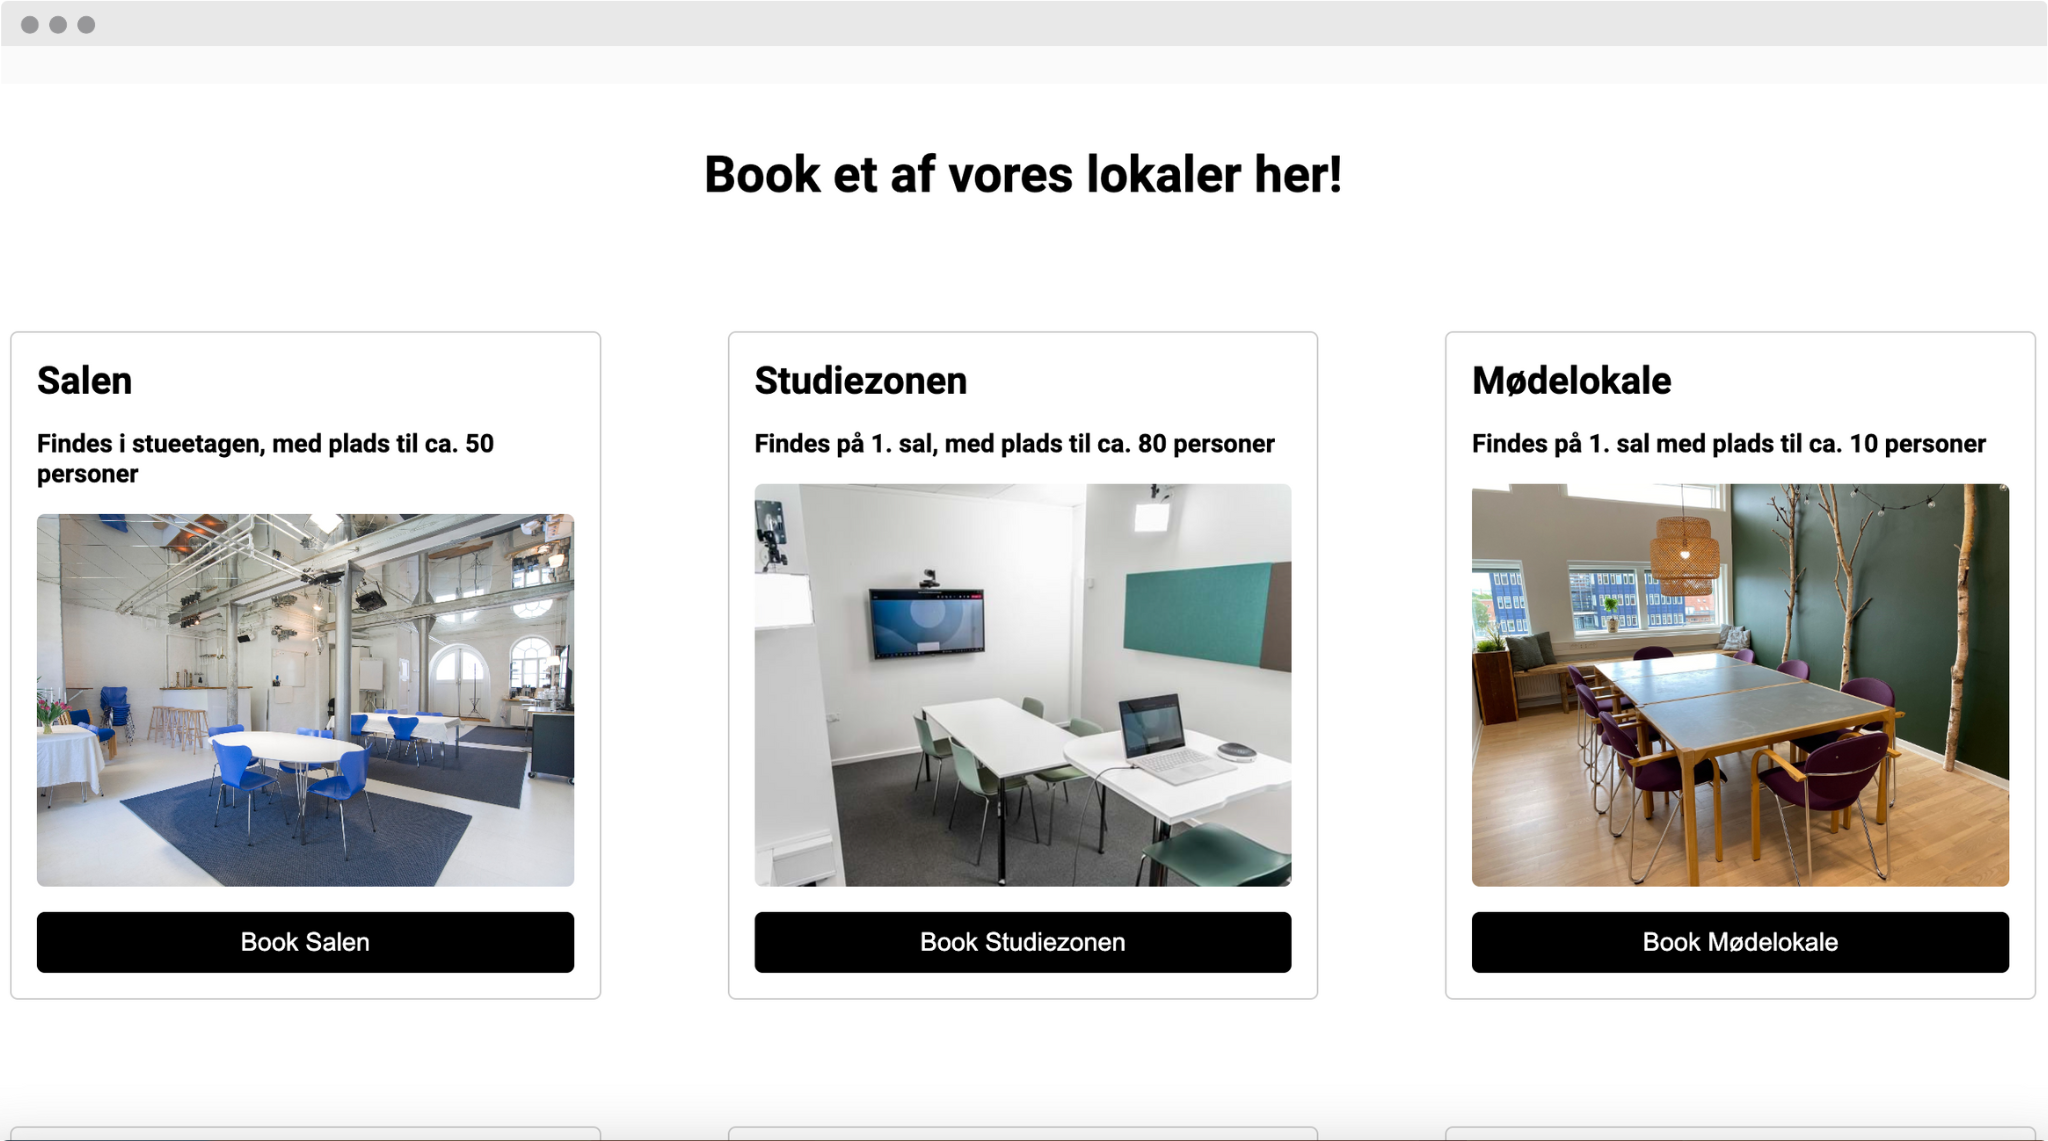 Book et af vores lokaler her!
Salen
Findes i stueetagen, med plads til ca. 50
personer
Book Salen
Studiezonen
Findes på 1. sal, med plads til ca. 80 personer
Book Studiezonen
Mødelokale
Findes på 1. sal med plads til ca. 10 personer
Book Mødelokale